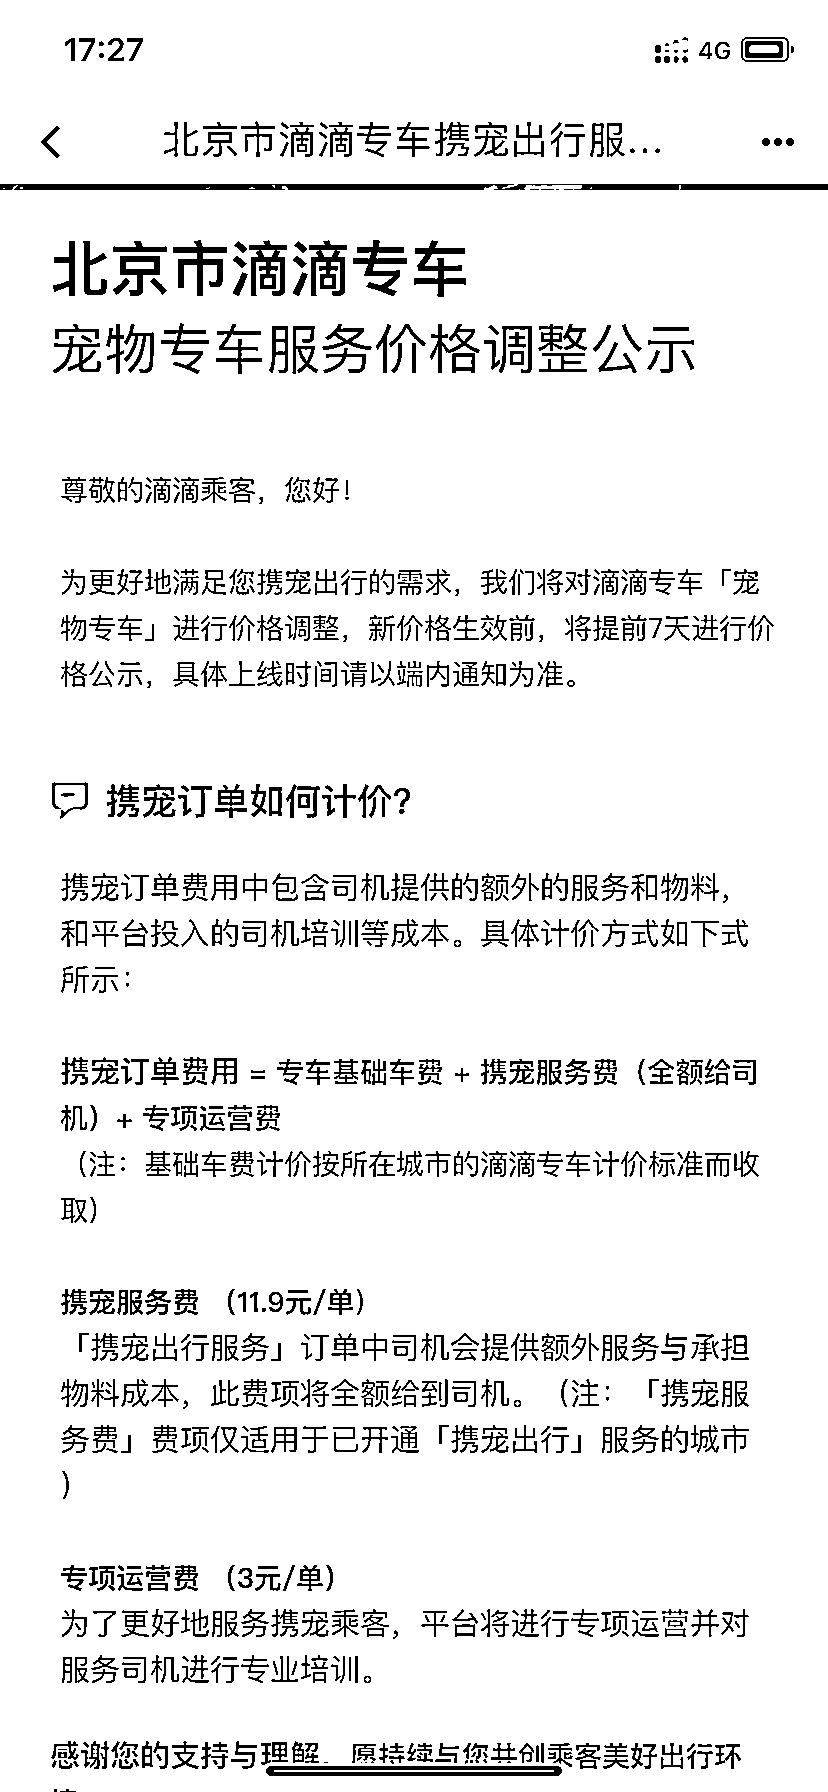 17:27
4G
北京市滴滴专车携宠出行服...
北京市滴滴专车
宠物专车服务价格调整公示
尊敬的滴滴乘客，您好！
为更好地满足您携宠出行的需求，我们将对滴滴专车「宠
物专车」进行价格调整，新价格生效前，将提前7天进行价
格公示，具体上线时间请以端内通知为准。
携宠订单如何计价？
携宠订单费用中包含司机提供的额外的服务和物料，
和平台投入的司机培训等成本。具体计价方式如下式
所示：
携宠订单费用 = 专车基础车费 + 携宠服务费（全额给司
机）+ 专项运营费
（注：基础车费计价按所在城市的滴滴专车计价标准而收
取）
携宠服务费 （11.9元/单）
「携宠出行服务」订单中司机会提供额外服务与承担
物料成本，此费项将全额给到司机。（注：「携宠服
务费」费项仅适用于已开通「携宠出行」服务的城市
）
专项运营费 （3元/单）
为了更好地服务携宠乘客，平台将进行专项运营并对
服务司机进行专业培训。
感谢您的支持与理解，愿持续与您共创乘客美好出行环